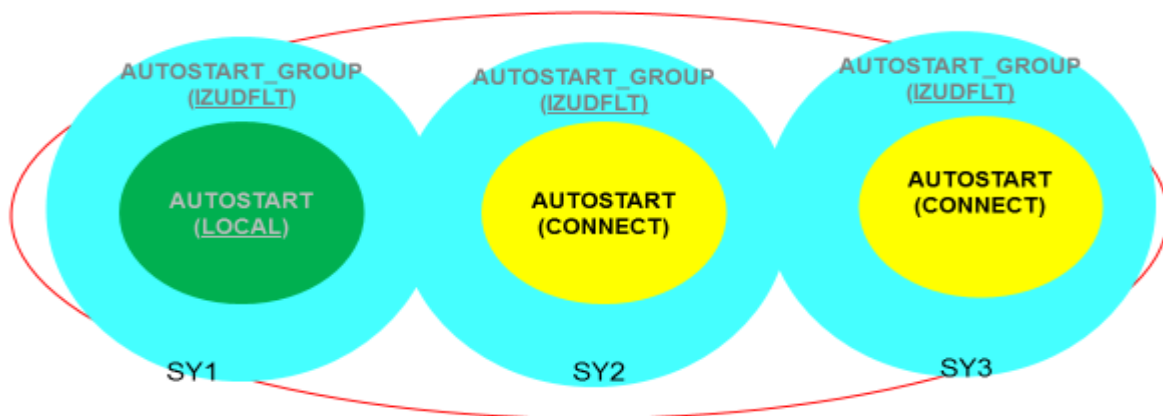 AUTOSTART_GROUP
(IZUDFLT)
AUTOSTART
(LOCAL)
SY1
AUTOSTART_GROUP
(IZUDFLT)
AUTOSTART
(CONNECT)
SY2
AUTOSTART_GROUP
(IZUDFLT)
AUTOSTART
(CONNECT)
SY3